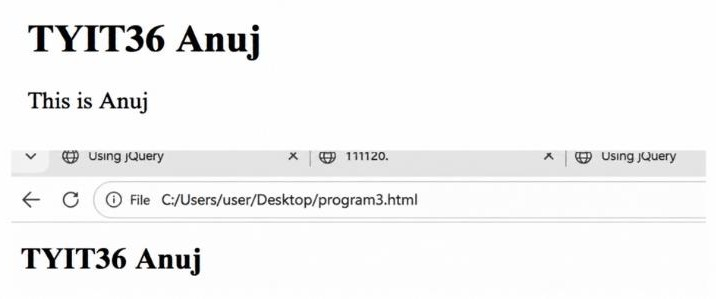 TYIT36 Anuj
This is Anuj
Using jQuery × 111120. × Using jQuery
File C:/Users/user/Desktop/program3.html
TYIT36 Anuj